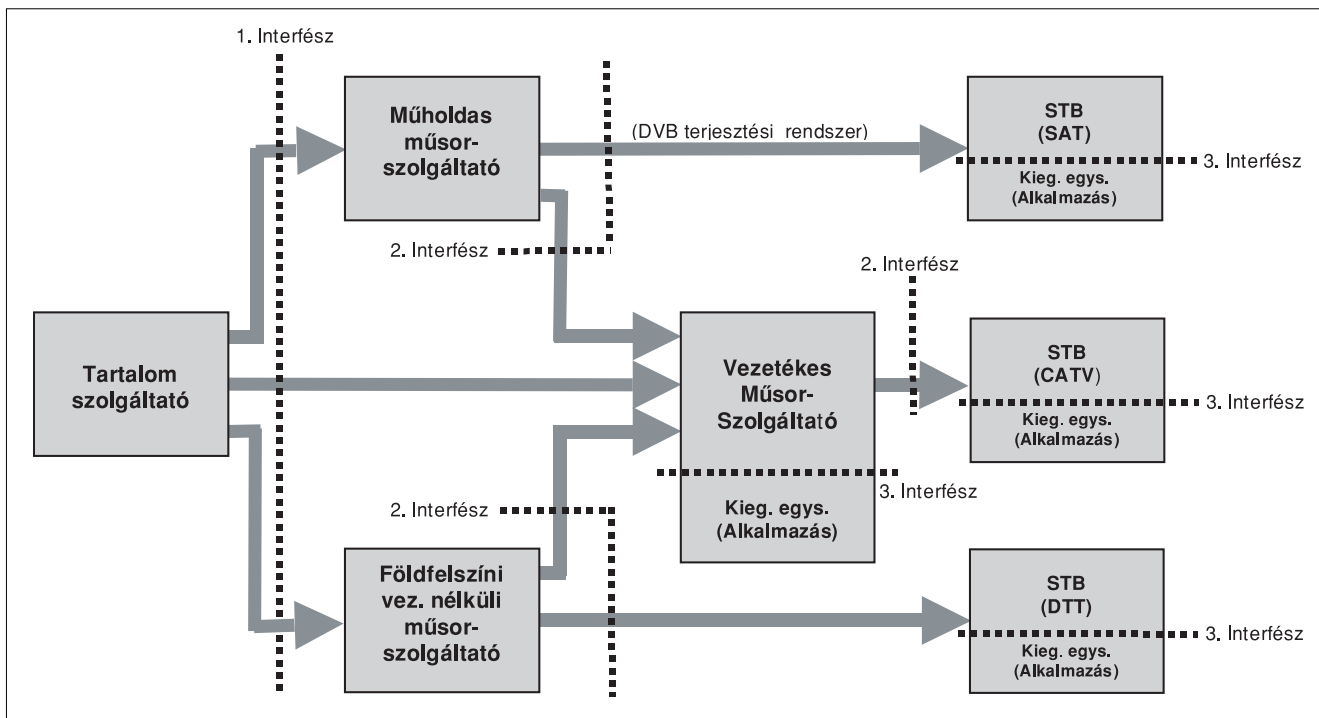 1. Interfész
Műholdas
műsor-
szolgáltató
(DVB terjesztési rendszer)
STB
(SAT)
3. Interfész
Kieg. egys.
(Alkalmazás)
2. Interfész
2. Interfész
Tartalom
szolgáltató
Vezetékes
Műsor-
Szolgáltató
STB
(CATV)
3. Interfész
Kieg. egys.
(Alkalmazás)
3. Interfész
Kieg. egys.
(Alkalmazás)
2. Interfész
Földfelszíni
vez. nélküli
műsor-
szolgáltató
STB
(DTT)
3. Interfész
Kieg. egys.
(Alkalmazás)